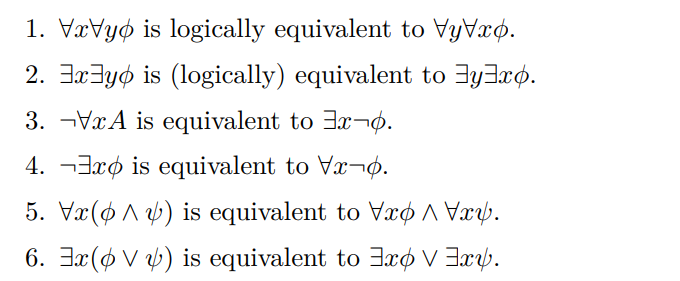 1. ∀x∀yϕ is logically equivalent to ∀y∀xϕ.
2. ∃x∃yϕ is (logically) equivalent to ∃y∃xϕ.
3. ¬∀xA is equivalent to ∃x¬ϕ.
4. ¬∃xϕ is equivalent to ∀x¬ϕ.
5. ∀x(ϕ ∧ ψ) is equivalent to ∀xϕ ∧ ∀xψ.
6. ∃x(ϕ ∨ ψ) is equivalent to ∃xϕ ∨ ∃xψ.